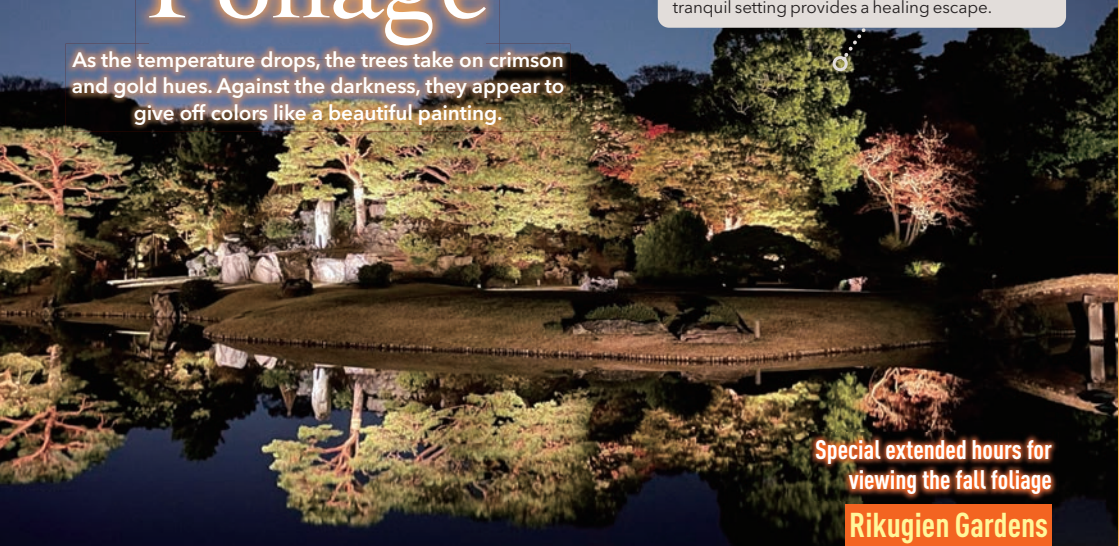 Foliage
tranquil setting provides a healing escape.
As the temperature drops, the trees take on crimson
and gold hues. Against the darkness, they appear to
give off colors like a beautiful painting.
Special extended hours for
viewing the fall foliage
Rikugien Gardens